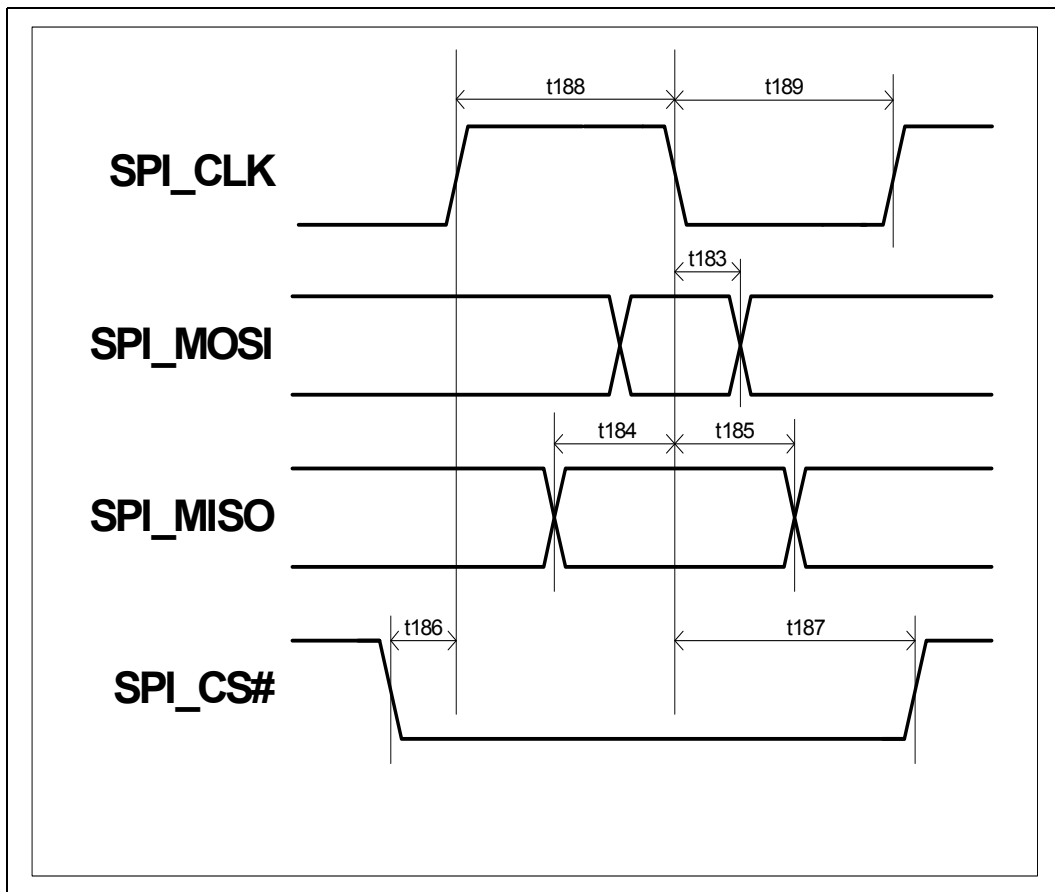 t188
t189
SPI_CLK
t183
SPI_MOSI
t184
t185
SPI_MISO
t186
t187
SPI_CS#